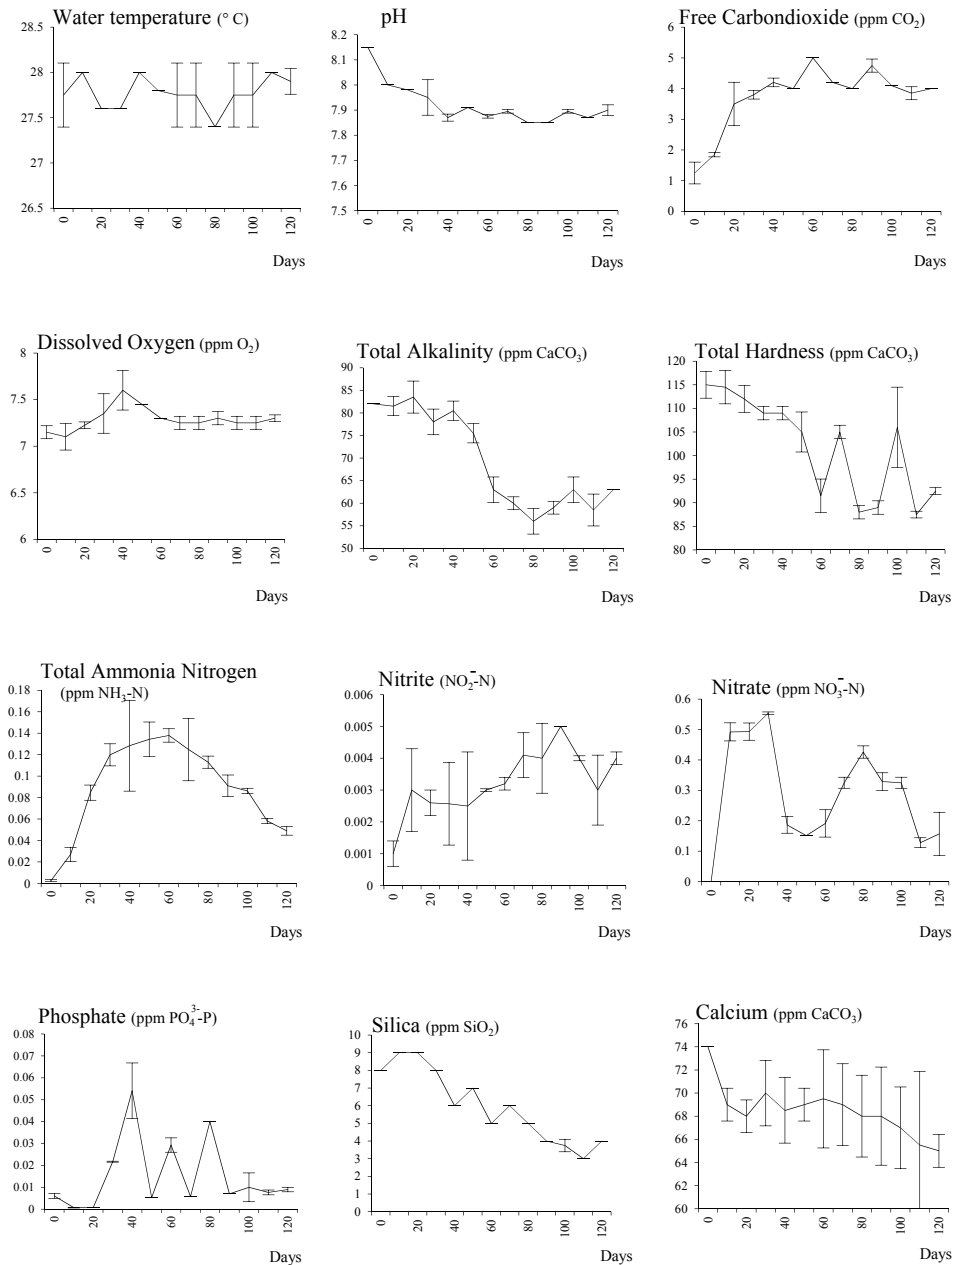 Water temperature (° C)
28.5
28
27.5
27
26.5
0 20 40 60 80 100 120
Days
pH
8.2
8.1
8
7.9
7.8
7.7
7.6
7.5
0 20 40 60 80 100 120
Days
Free Carbondioxide (ppm CO₂)
6
5
4
3
2
1
0
0 20 40 60 80 100 120
Days
Dissolved Oxygen (ppm O₂)
8
7.5
7
6.5
6
0 20 40 60 80 100 120
Days
Total Alkalinity (ppm CaCO₃)
90
85
80
75
70
65
60
55
50
0 20 40 60 80 100 120
Days
Total Hardness (ppm CaCO₃)
120
115
110
105
100
95
90
85
80
0 20 40 60 80 100 120
Days
Total Ammonia Nitrogen
(ppm NH₃-N)
0.18
0.16
0.14
0.12
0.1
0.08
0.06
0.04
0.02
0
0 20 40 60 80 100 120
Days
Nitrite (NO₂⁻-N)
0.006
0.005
0.004
0.003
0.002
0.001
0
0 20 40 60 80 100 120
Days
Nitrate (ppm NO₃⁻-N)
0.6
0.5
0.4
0.3
0.2
0.1
0
0 20 40 60 80 100 120
Days
Phosphate (ppm PO₄³⁻-P)
0.08
0.07
0.06
0.05
0.04
0.03
0.02
0.01
0
0 20 40 60 80 100 120
Days
Silica (ppm SiO₂)
10
9
8
7
6
5
4
3
2
1
0
0 20 40 60 80 100 120
Days
Calcium (ppm CaCO₃)
76
74
72
70
68
66
64
62
60
0 20 40 60 80 100 120
Days